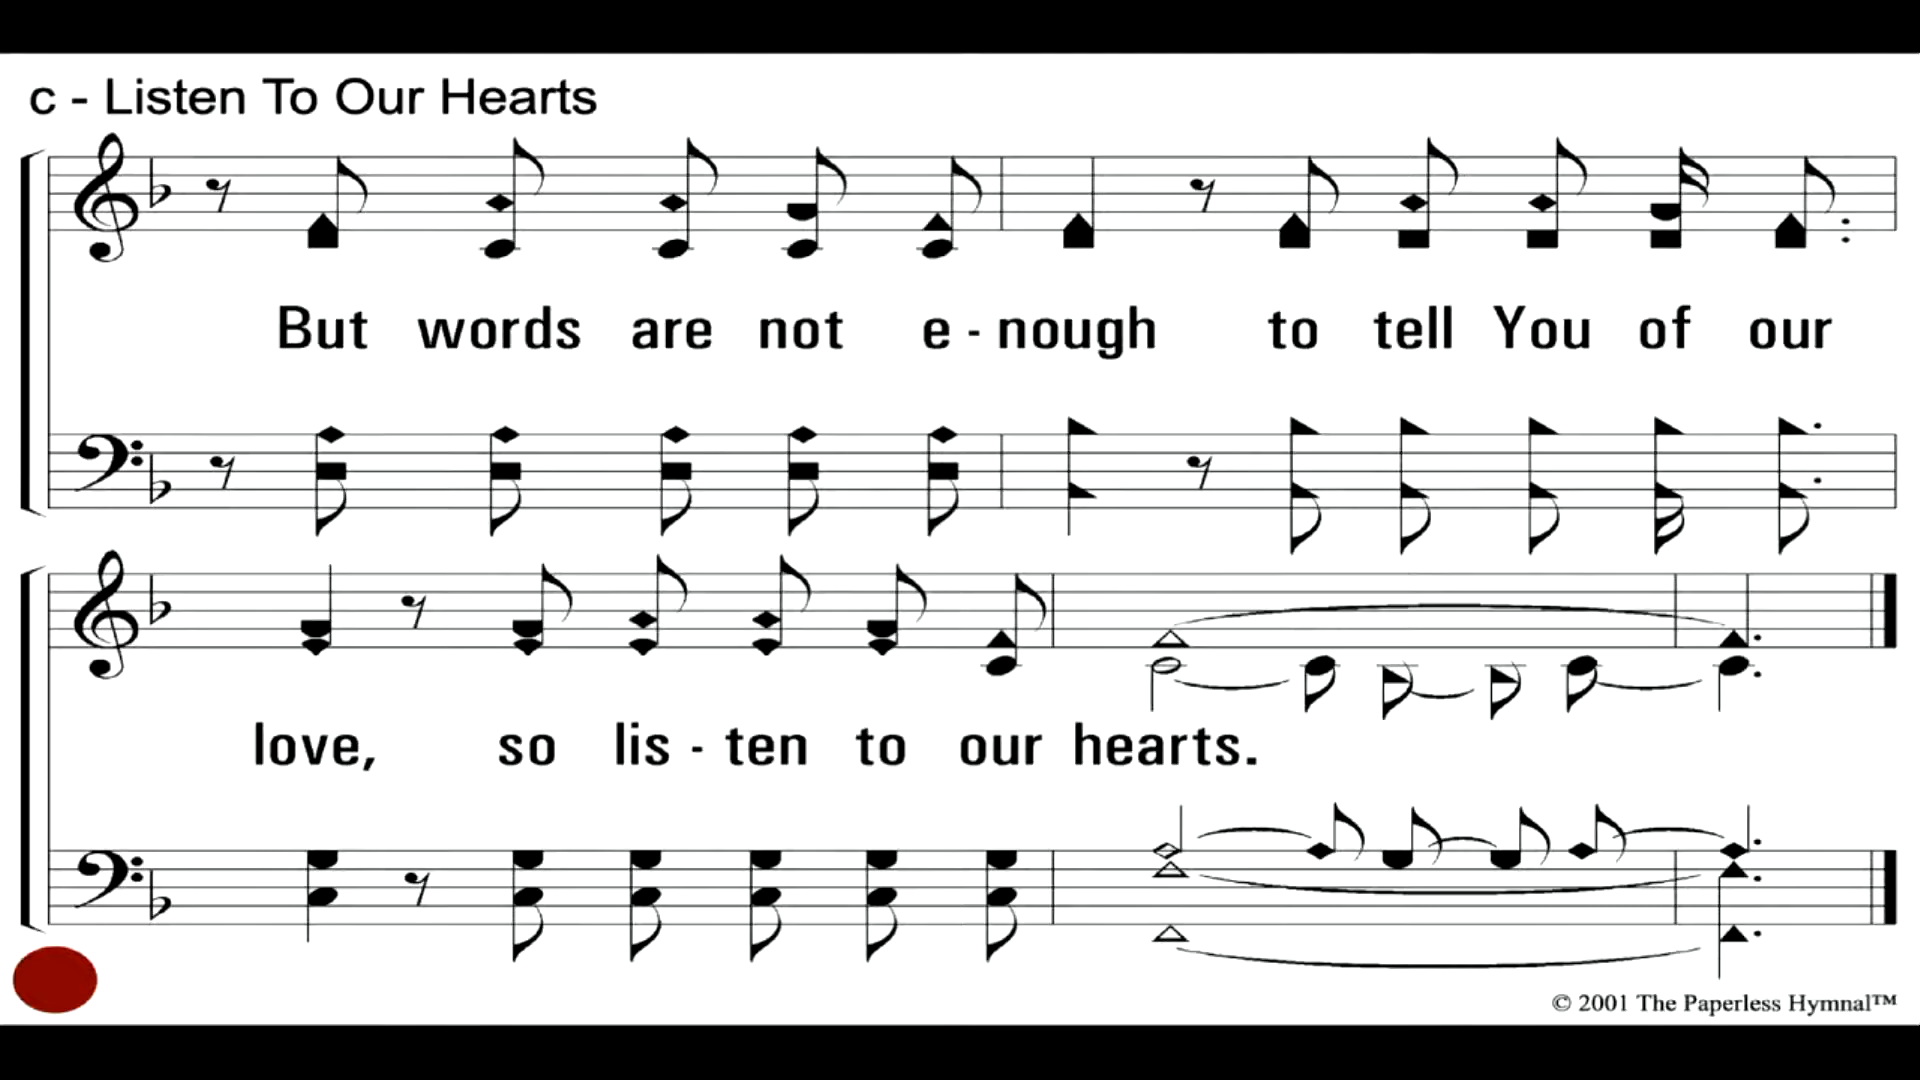 c - Listen To Our Hearts
But words are not e - nough to tell You of our
love, so lis - ten to our hearts.
© 2001 The Paperless Hymnal™